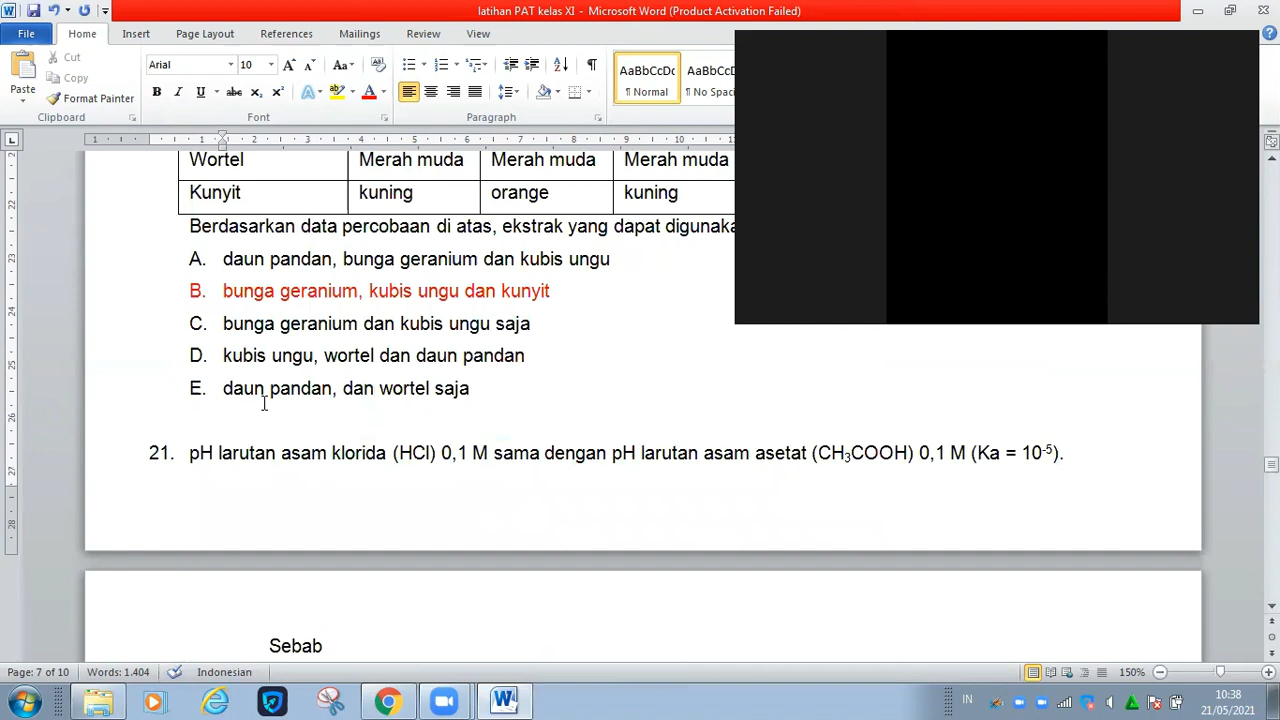 latihan PAT kelas XI - Microsoft Word (Product Activation Failed)
File Home Insert Page Layout References Mailings Review View
Cut
Copy
Format Painter
Paste
Arial 10
AaBbCcDc
¶ Normal
¶ No Spaci
Clipboard Font Paragraph
Wortel Merah muda Merah muda Merah muda
Kunyit kuning orange kuning
Berdasarkan data percobaan di atas, ekstrak yang dapat digunaka
A. daun pandan, bunga geranium dan kubis ungu
B. bunga geranium, kubis ungu dan kunyit
C. bunga geranium dan kubis ungu saja
D. kubis ungu, wortel dan daun pandan
E. daun pandan, dan wortel saja
21. pH larutan asam klorida (HCl) 0,1 M sama dengan pH larutan asam asetat (CH₃COOH) 0,1 M (Ka = 10⁻⁵).
Sebab
Page: 7 of 10 Words: 1.404 Indonesian 150%
IN 10:38
21/05/2021